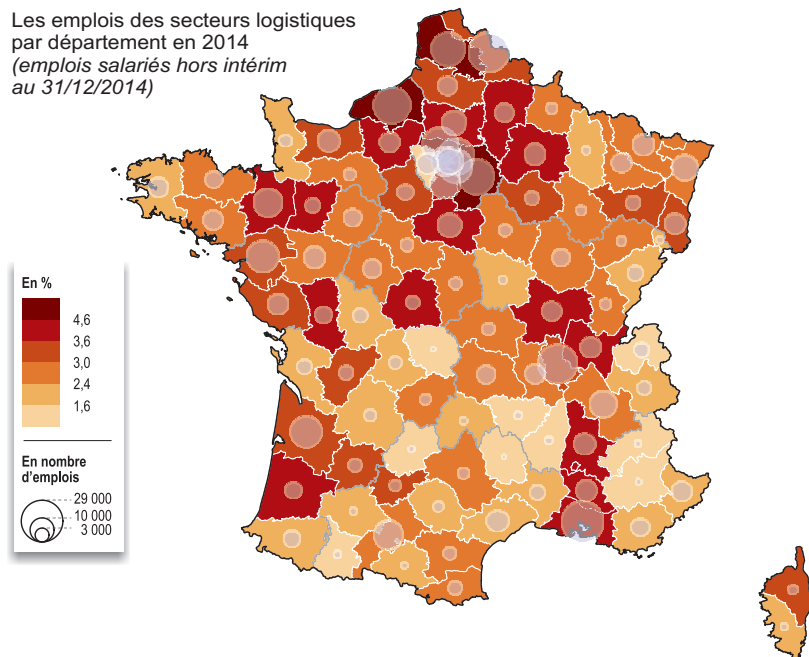 Les emplois des secteurs logistiques
par département en 2014
(emplois salariés hors intérim
au 31/12/2014)
En %
4,6
3,6
3,0
2,4
1,6
En nombre
d'emplois
29 000
10 000
3 000